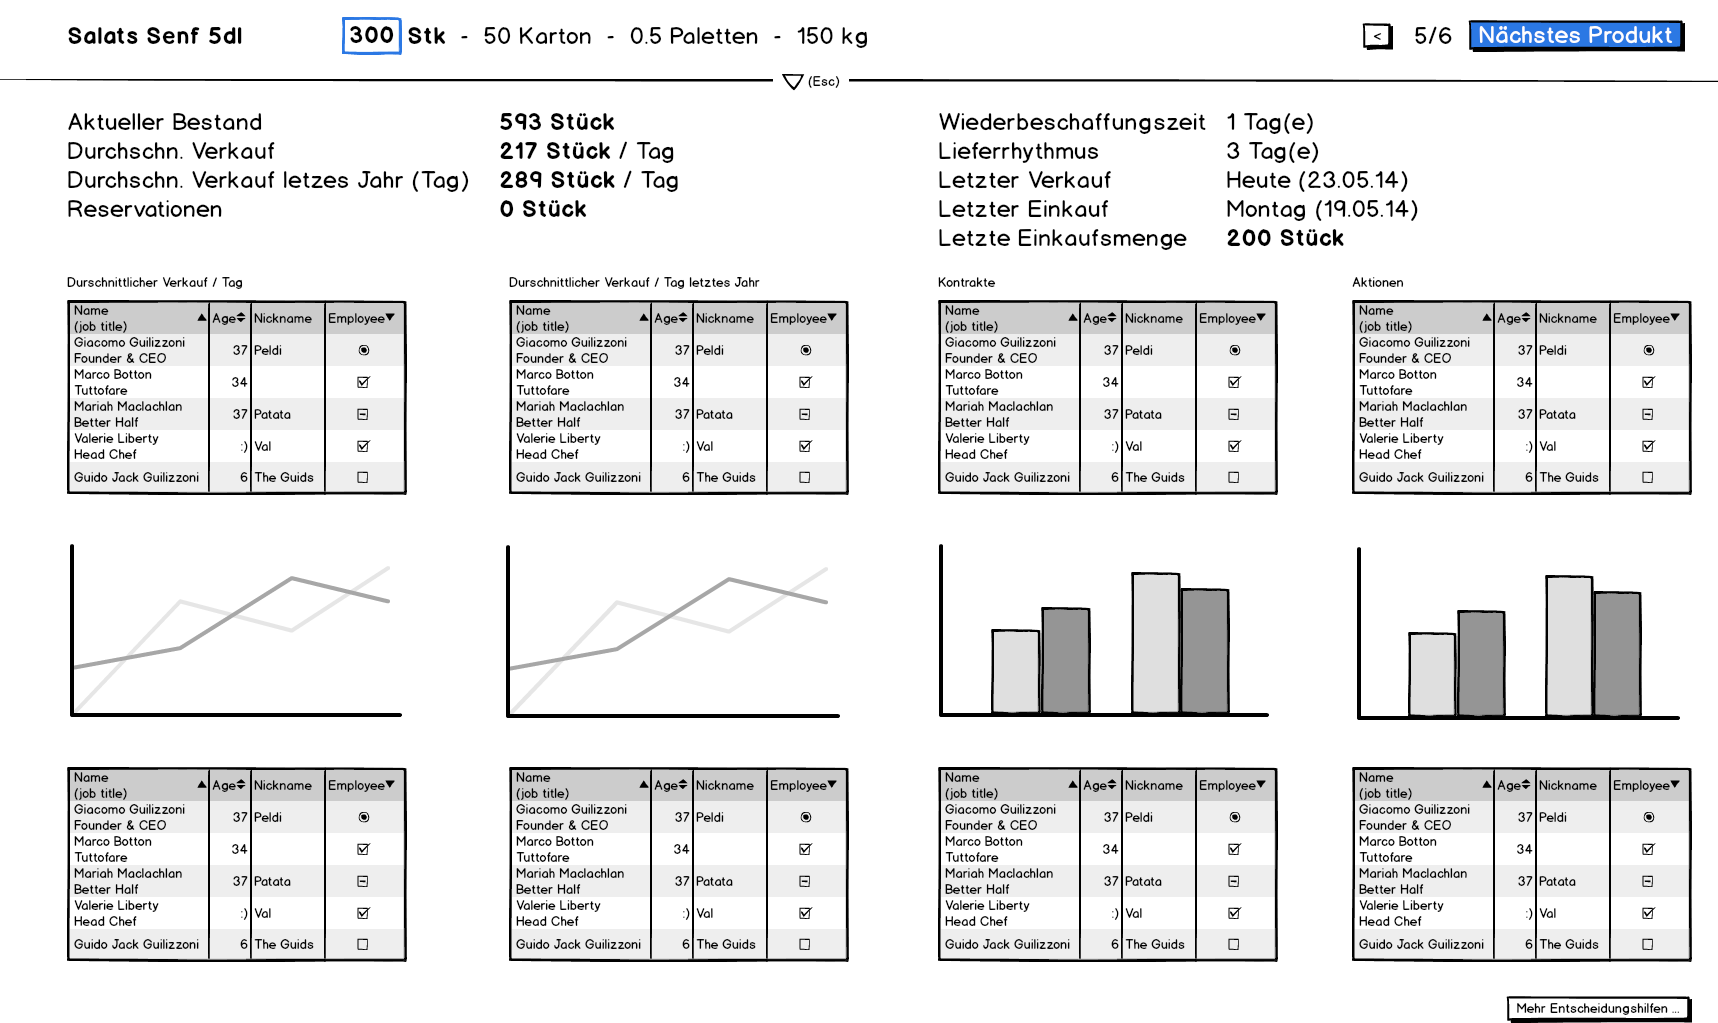 Salats Senf 5dl 300 Stk - 50 Karton - 0.5 Paletten - 150 kg < 5/6 Nächstes Produkt
(Esc)
Aktueller Bestand 593 Stück
Durchschn. Verkauf 217 Stück / Tag
Durchschn. Verkauf letzes Jahr (Tag) 289 Stück / Tag
Reservationen 0 Stück
Wiederbeschaffungszeit 1 Tag(e)
Lieferrhythmus 3 Tag(e)
Letzter Verkauf Heute (23.05.14)
Letzter Einkauf Montag (19.05.14)
Letzte Einkaufsmenge 200 Stück
Durschnittlicher Verkauf / Tag
Name
(job title) Age Nickname Employee
Giacomo Guilizzoni
Founder & CEO 37 Peldi
Marco Botton
Tuttofare 34
Mariah Maclachlan
Better Half 37 Patata
Valerie Liberty
Head Chef :) Val
Guido Jack Guilizzoni 6 The Guids
Durschnittlicher Verkauf / Tag letztes Jahr
Name
(job title) Age Nickname Employee
Giacomo Guilizzoni
Founder & CEO 37 Peldi
Marco Botton
Tuttofare 34
Mariah Maclachlan
Better Half 37 Patata
Valerie Liberty
Head Chef :) Val
Guido Jack Guilizzoni 6 The Guids
Kontrakte
Name
(job title) Age Nickname Employee
Giacomo Guilizzoni
Founder & CEO 37 Peldi
Marco Botton
Tuttofare 34
Mariah Maclachlan
Better Half 37 Patata
Valerie Liberty
Head Chef :) Val
Guido Jack Guilizzoni 6 The Guids
Aktionen
Name
(job title) Age Nickname Employee
Giacomo Guilizzoni
Founder & CEO 37 Peldi
Marco Botton
Tuttofare 34
Mariah Maclachlan
Better Half 37 Patata
Valerie Liberty
Head Chef :) Val
Guido Jack Guilizzoni 6 The Guids
Name
(job title) Age Nickname Employee
Giacomo Guilizzoni
Founder & CEO 37 Peldi
Marco Botton
Tuttofare 34
Mariah Maclachlan
Better Half 37 Patata
Valerie Liberty
Head Chef :) Val
Guido Jack Guilizzoni 6 The Guids
Name
(job title) Age Nickname Employee
Giacomo Guilizzoni
Founder & CEO 37 Peldi
Marco Botton
Tuttofare 34
Mariah Maclachlan
Better Half 37 Patata
Valerie Liberty
Head Chef :) Val
Guido Jack Guilizzoni 6 The Guids
Name
(job title) Age Nickname Employee
Giacomo Guilizzoni
Founder & CEO 37 Peldi
Marco Botton
Tuttofare 34
Mariah Maclachlan
Better Half 37 Patata
Valerie Liberty
Head Chef :) Val
Guido Jack Guilizzoni 6 The Guids
Name
(job title) Age Nickname Employee
Giacomo Guilizzoni
Founder & CEO 37 Peldi
Marco Botton
Tuttofare 34
Mariah Maclachlan
Better Half 37 Patata
Valerie Liberty
Head Chef :) Val
Guido Jack Guilizzoni 6 The Guids
Mehr Entscheidungshilfen ...